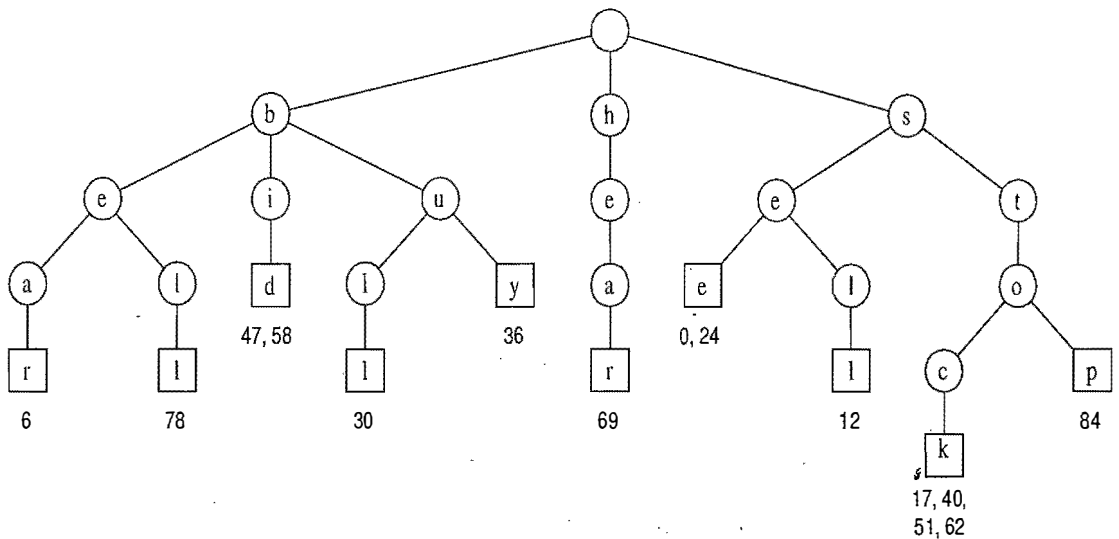 b h s
e i u e e t
a l d l y a e l o
47, 58 36 0, 24
r l l r l c p
6 78 30 69 12 84
k
17, 40,
51, 62